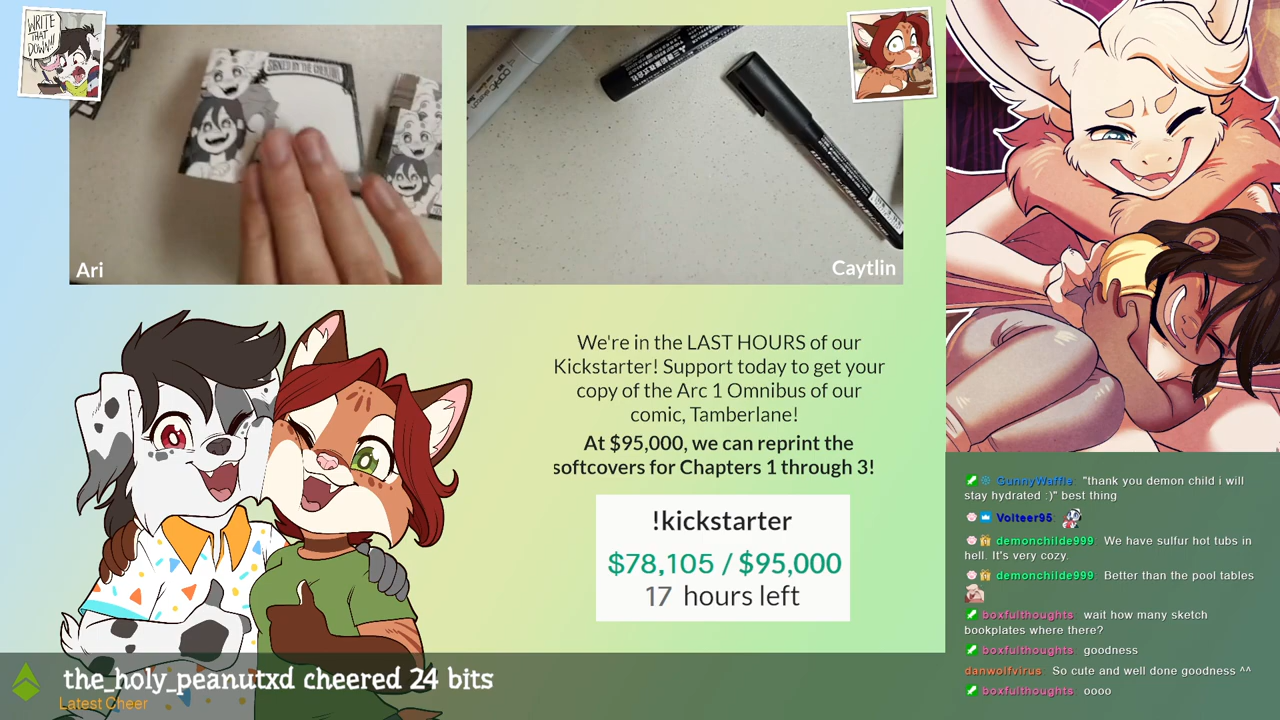 WRITE
THAT
DOWN!!
SIGNED BY THE CREATORS
Ari
Caytlin
We're in the LAST HOURS of our
Kickstarter! Support today to get your
copy of the Arc 1 Omnibus of our
comic, Tamberlane!
At $95,000, we can reprint the
softcovers for Chapters 1 through 3!
!kickstarter
$78,105 / $95,000
17 hours left
the_holy_peanutxd cheered 24 bits
Latest Cheer
GunnyWaffle: "thank you demon child i will
stay hydrated :)" best thing
Volteer95:
demonchilde999: We have sulfur hot tubs in
hell. It's very cozy.
demonchilde999: Better than the pool tables
boxfulthoughts: wait how many sketch
bookplates where there?
boxfulthoughts: goodness
danwolfvirus: So cute and well done goodness ^^
boxfulthoughts: oooo